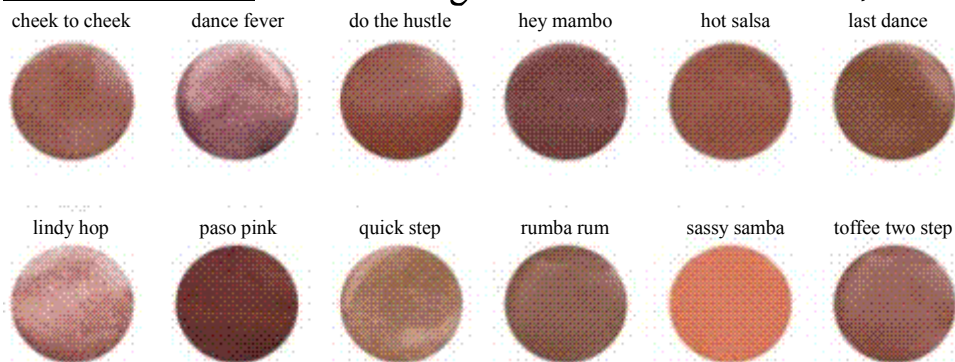 cheek to cheek dance fever do the hustle hey mambo hot salsa last dance
lindy hop paso pink quick step rumba rum sassy samba toffee two step